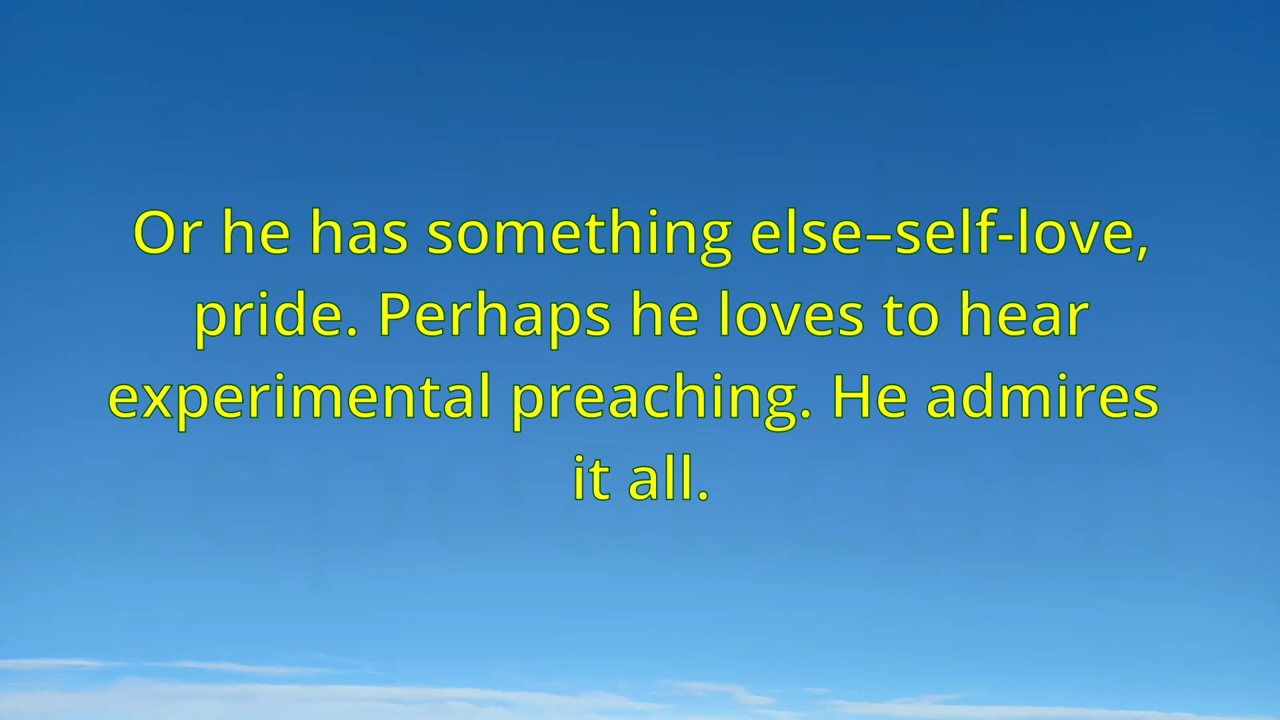 Or he has something else–self-love,
pride. Perhaps he loves to hear
experimental preaching. He admires
it all.